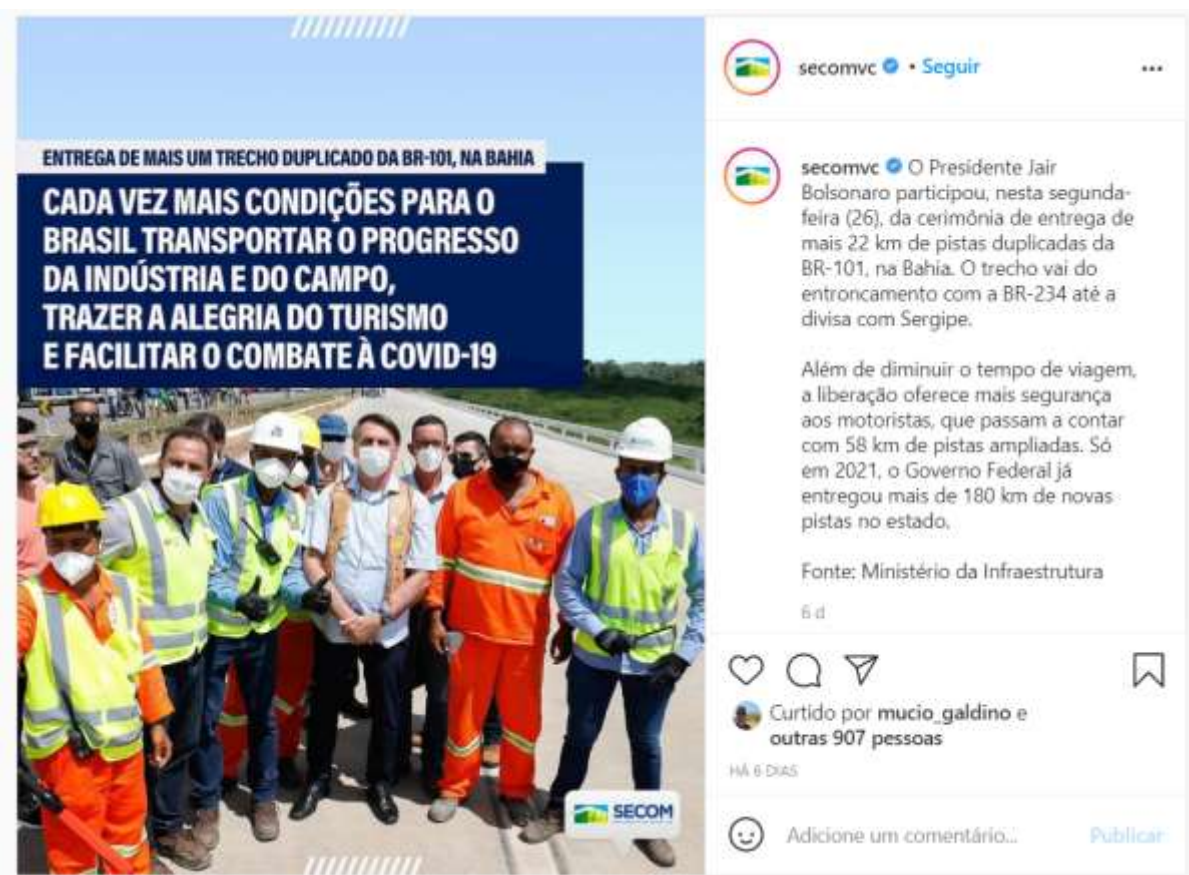 ENTREGA DE MAIS UM TRECHO DUPLICADO DA BR-101, NA BAHIA
CADA VEZ MAIS CONDIÇÕES PARA O
BRASIL TRANSPORTAR O PROGRESSO
DA INDÚSTRIA E DO CAMPO,
TRAZER A ALEGRIA DO TURISMO
E FACILITAR O COMBATE À COVID-19
SECOM
secomvc • Seguir
secomvc O Presidente Jair
Bolsonaro participou, nesta segunda-
feira (26), da cerimônia de entrega de
mais 22 km de pistas duplicadas da
BR-101, na Bahia. O trecho vai do
entroncamento com a BR-234 até a
divisa com Sergipe.
Além de diminuir o tempo de viagem,
a liberação oferece mais segurança
aos motoristas, que passam a contar
com 58 km de pistas ampliadas. Só
em 2021, o Governo Federal já
entregou mais de 180 km de novas
pistas no estado.
Fonte: Ministério da Infraestrutura
6 d
Curtido por mucio_galdino e
outras 907 pessoas
HÁ 6 DIAS
Adicione um comentário... Publicar